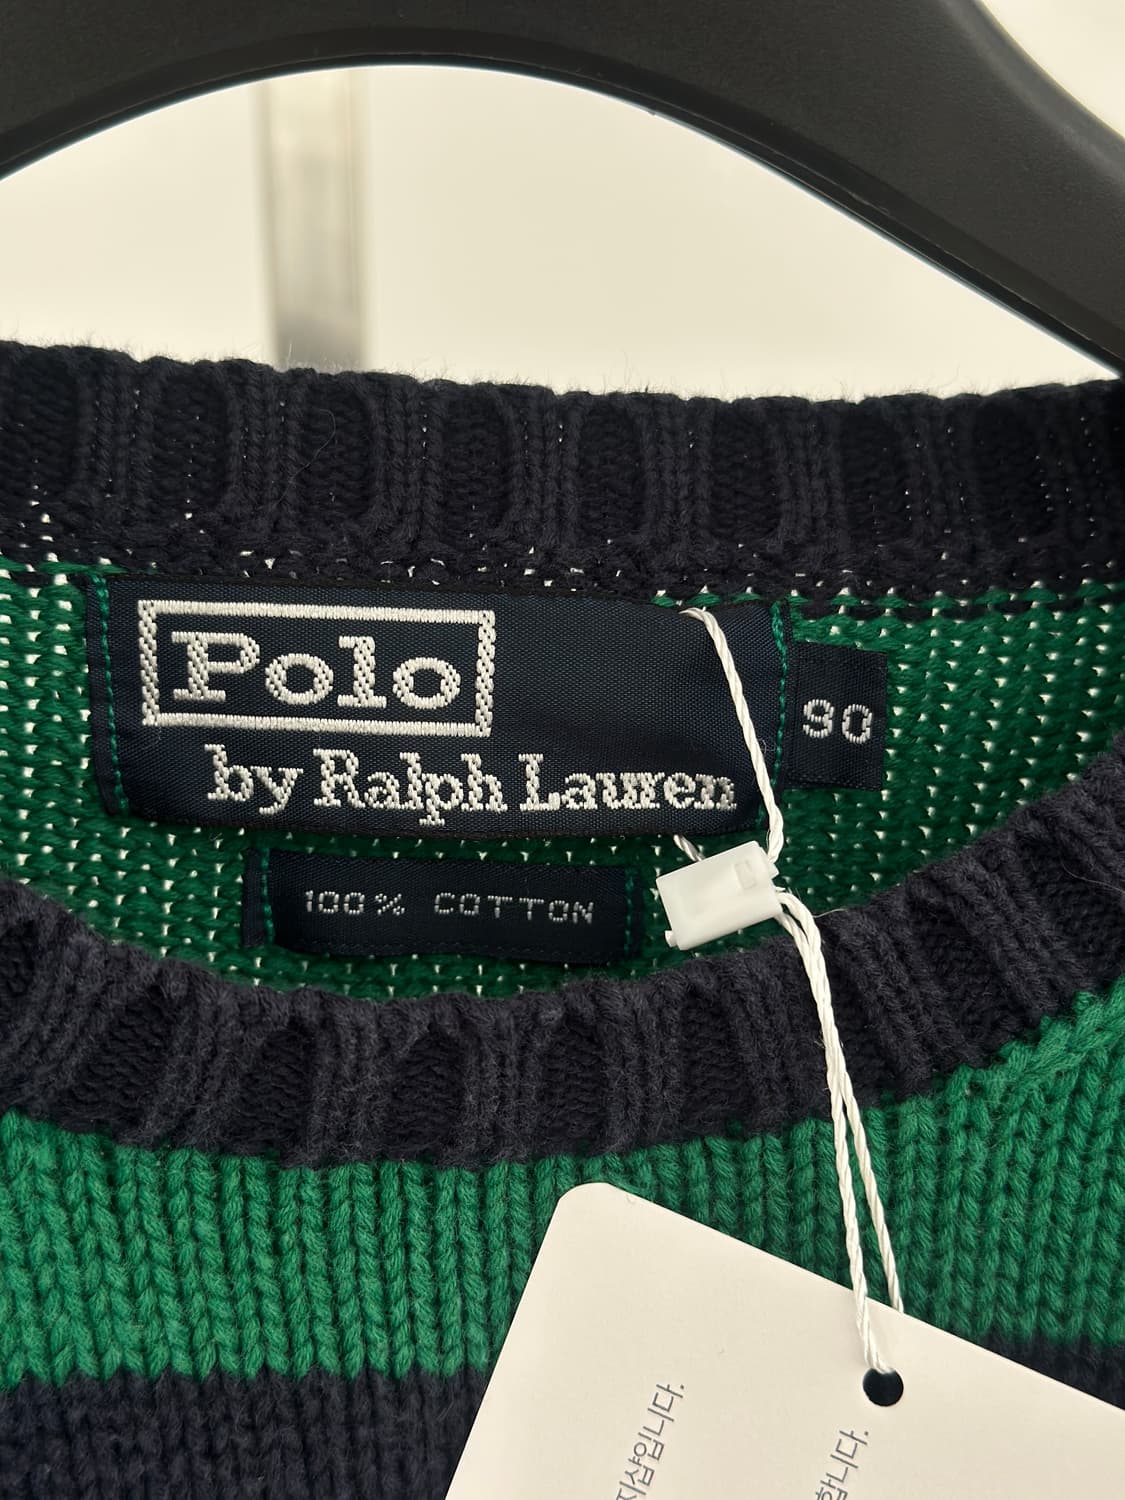 Polo
by Ralph Lauren
90
100% COTTON